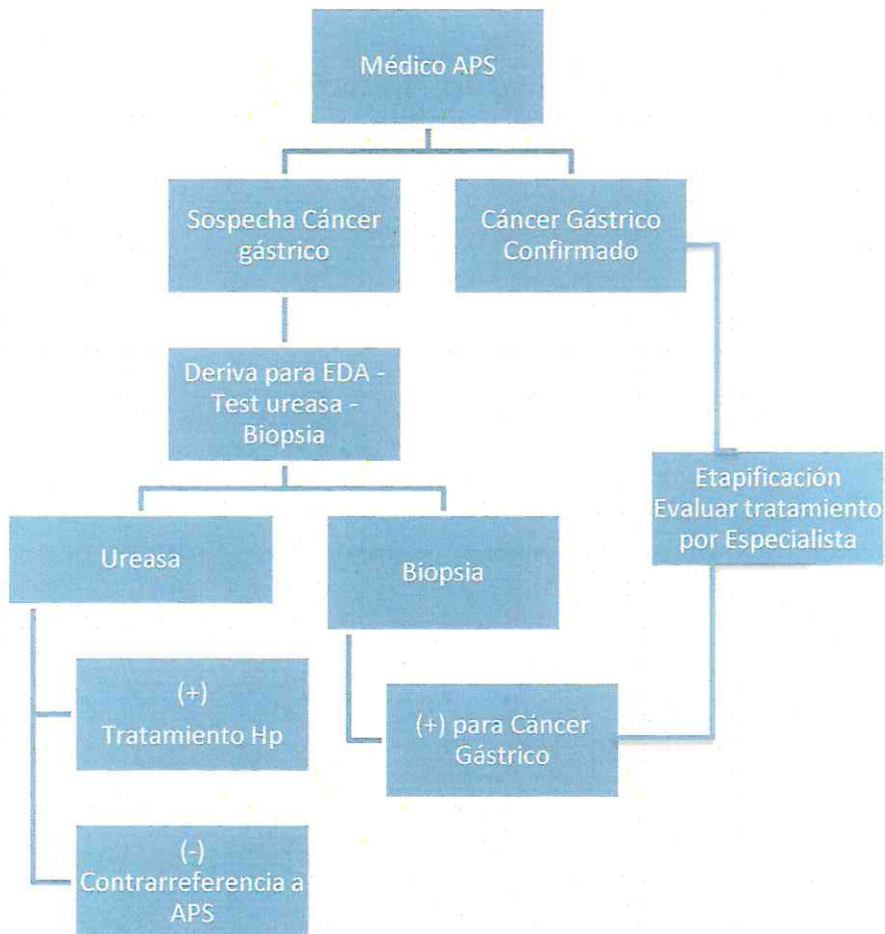 Médico APS
Sospecha Cáncer
gástrico
Cáncer Gástrico
Confirmado
Deriva para EDA -
Test ureasa -
Biopsia
Etapificación
Evaluar tratamiento
por Especialista
Ureasa
Biopsia
(+)
Tratamiento Hp
(+) para Cáncer
Gástrico
(-)
Contrarreferencia a
APS